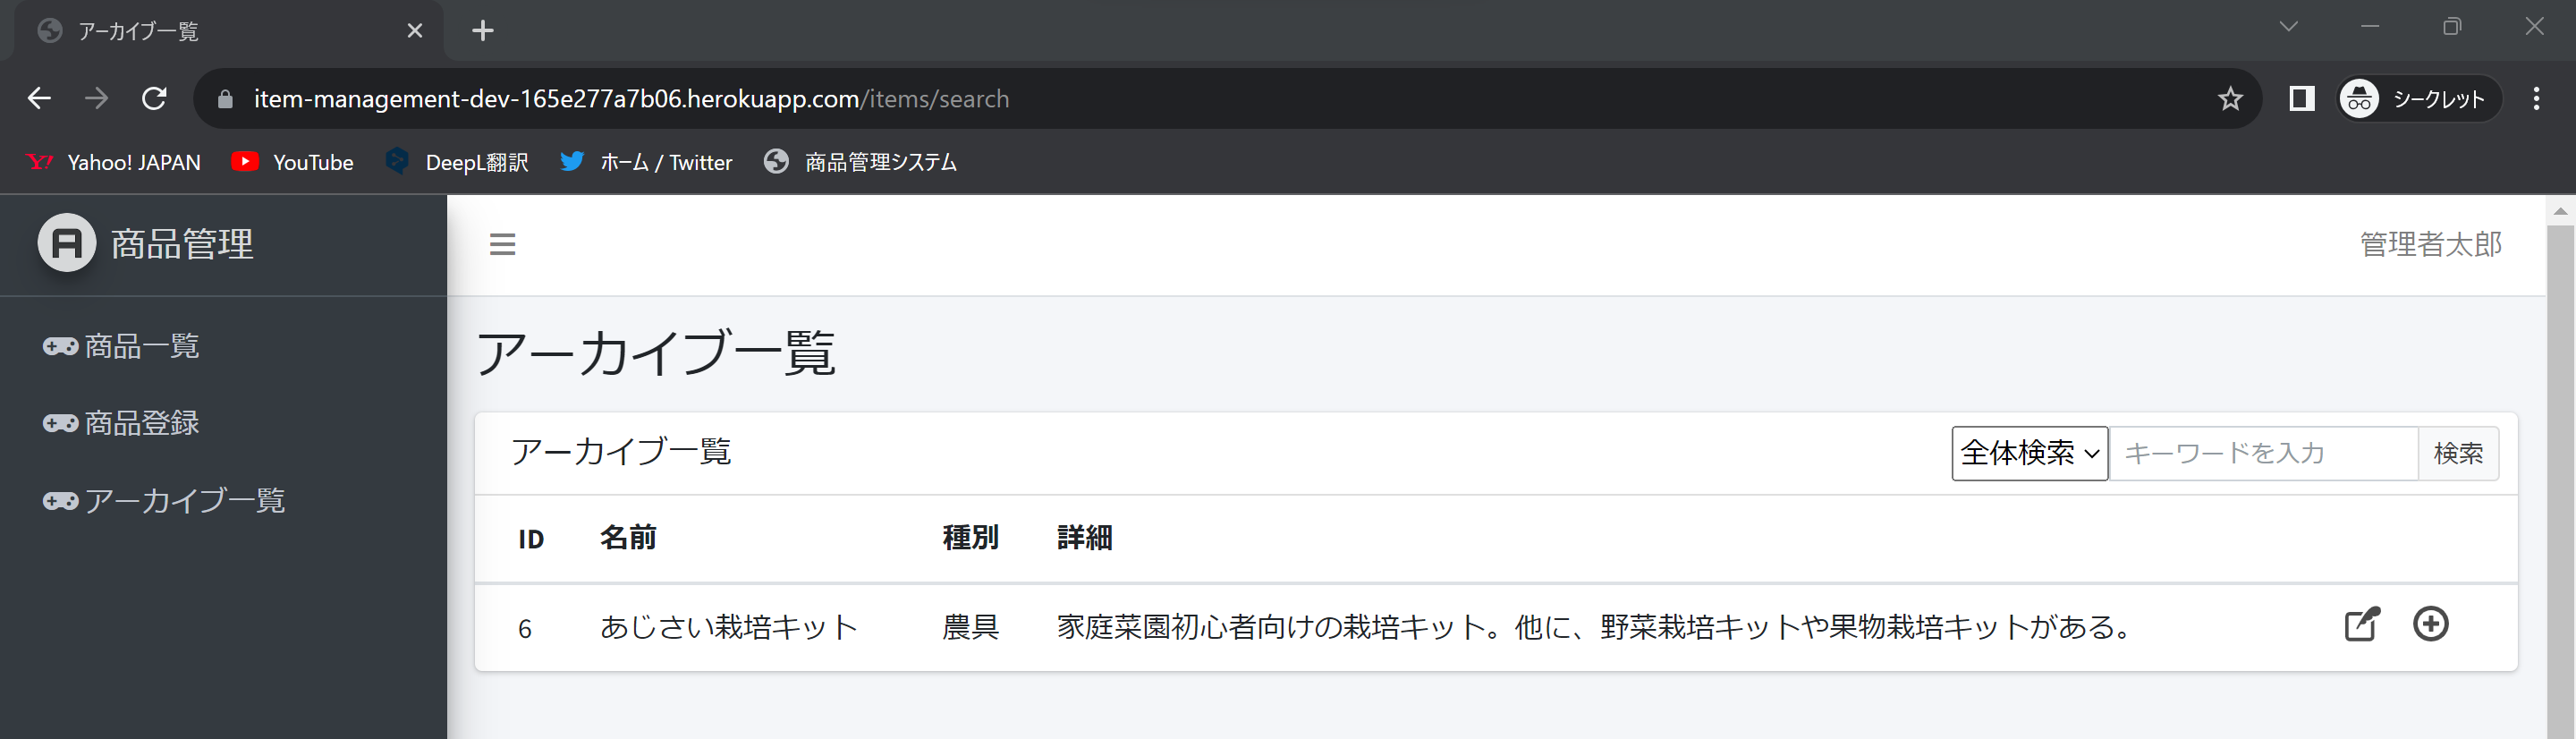 アーカイブ一覧
item-management-dev-165e277a7b06.herokuapp.com/items/search
シークレット
Yahoo! JAPAN YouTube DeepL翻訳 ホーム / Twitter 商品管理システム
商品管理
管理者太郎
商品一覧
商品登録
アーカイブ一覧
アーカイブ一覧
アーカイブ一覧 全体検索 キーワードを入力 検索
ID 名前 種別 詳細
6 あじさい栽培キット 農具 家庭菜園初心者向けの栽培キット。他に、野菜栽培キットや果物栽培キットがある。